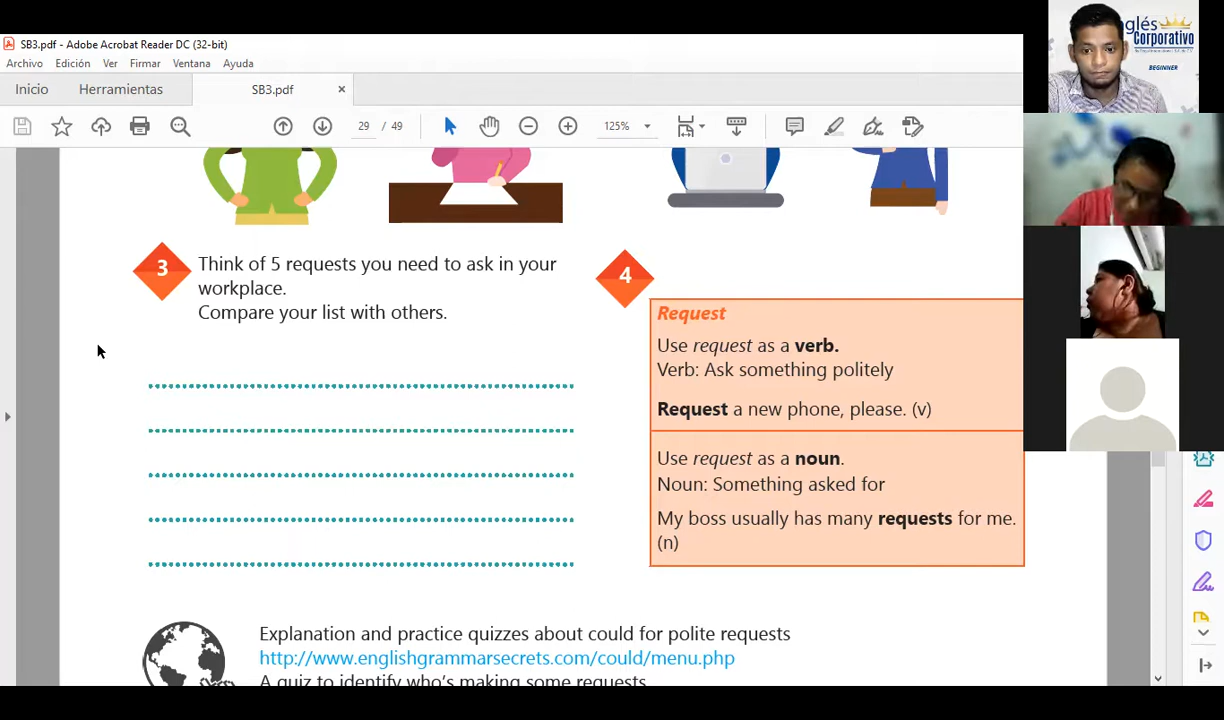 SB3.pdf - Adobe Acrobat Reader DC (32-bit)
Archivo Edición Ver Firmar Ventana Ayuda
Inicio Herramientas SB3.pdf ×
29 / 49 125%
3 Think of 5 requests you need to ask in your
workplace.
Compare your list with others.
4
Request
Use request as a verb.
Verb: Ask something politely
Request a new phone, please. (v)
Use request as a noun.
Noun: Something asked for
My boss usually has many requests for me.
(n)
Explanation and practice quizzes about could for polite requests
http://www.englishgrammarsecrets.com/could/menu.php
A quiz to identify who's making some requests
glés
Corporativo
BEGINNER